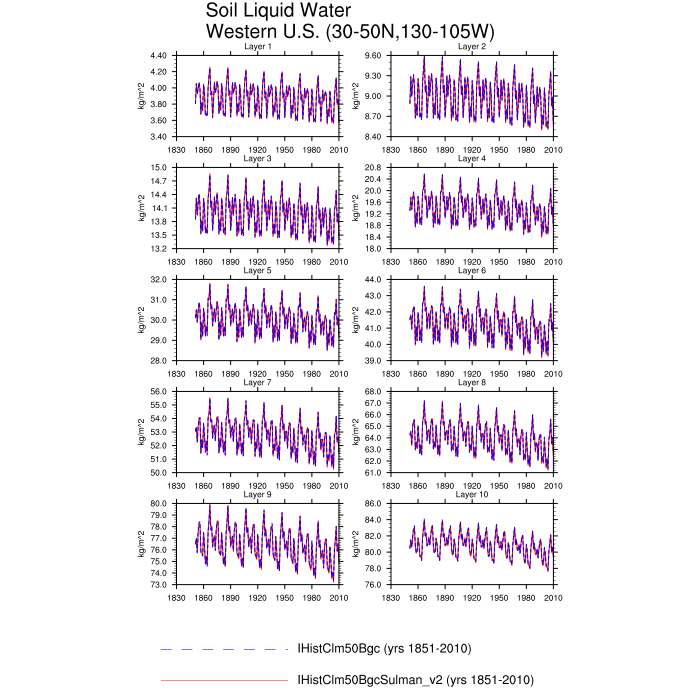 Soil Liquid Water
Western U.S. (30-50N,130-105W)
Layer 1
Layer 2
4.40
4.20
4.00
3.80
3.60
3.40
kg/m^2
1830 1860 1890 1920 1950 1980 2010
9.60
9.30
9.00
8.70
8.40
kg/m^2
1830 1860 1890 1920 1950 1980 2010
Layer 3
Layer 4
15.0
14.7
14.4
14.1
13.8
13.5
13.2
kg/m^2
1830 1860 1890 1920 1950 1980 2010
20.8
20.4
20.0
19.6
19.2
18.8
18.4
18.0
kg/m^2
1830 1860 1890 1920 1950 1980 2010
Layer 5
Layer 6
32.0
31.0
30.0
29.0
28.0
kg/m^2
1830 1860 1890 1920 1950 1980 2010
44.0
43.0
42.0
41.0
40.0
39.0
kg/m^2
1830 1860 1890 1920 1950 1980 2010
Layer 7
Layer 8
56.0
55.0
54.0
53.0
52.0
51.0
50.0
kg/m^2
1830 1860 1890 1920 1950 1980 2010
68.0
67.0
66.0
65.0
64.0
63.0
62.0
61.0
kg/m^2
1830 1860 1890 1920 1950 1980 2010
Layer 9
Layer 10
80.0
79.0
78.0
77.0
76.0
75.0
74.0
73.0
kg/m^2
1830 1860 1890 1920 1950 1980 2010
86.0
84.0
82.0
80.0
78.0
76.0
kg/m^2
1830 1860 1890 1920 1950 1980 2010
IHistClm50Bgc (yrs 1851-2010)
IHistClm50BgcSulman_v2 (yrs 1851-2010)